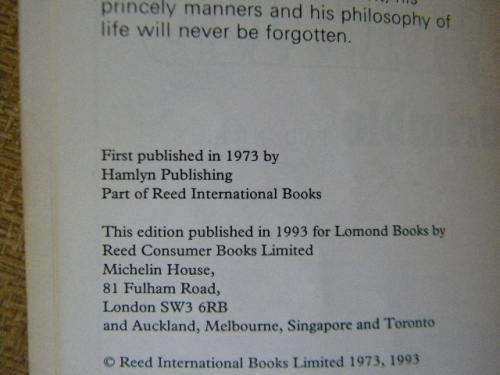 princely manners and his philosophy of
life will never be forgotten.
First published in 1973 by
Hamlyn Publishing
Part of Reed International Books
This edition published in 1993 for Lomond Books by
Reed Consumer Books Limited
Michelin House,
81 Fulham Road,
London SW3 6RB
and Auckland, Melbourne, Singapore and Toronto
© Reed International Books Limited 1973, 1993